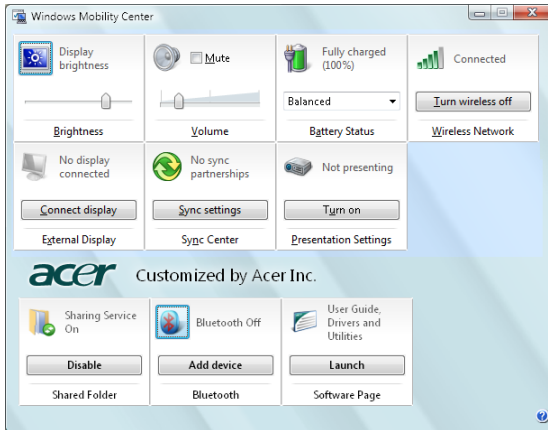 Windows Mobility Center
Display
brightness
Brightness
Mute
Volume
Fully charged
(100%)
Balanced
Battery Status
Connected
Turn wireless off
Wireless Network
No display
connected
Connect display
External Display
No sync
partnerships
Sync settings
Sync Center
Not presenting
Turn on
Presentation Settings
acer Customized by Acer Inc.
Sharing Service
On
Disable
Shared Folder
Bluetooth Off
Add device
Bluetooth
User Guide,
Drivers and
Utilities
Launch
Software Page